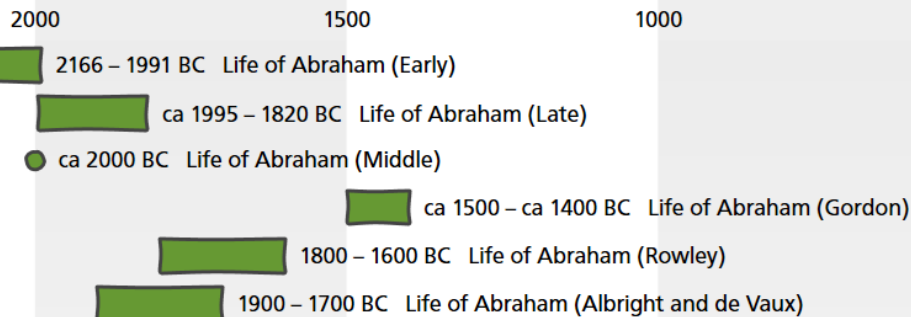 2000 1500 1000
2166 – 1991 BC Life of Abraham (Early)
ca 1995 – 1820 BC Life of Abraham (Late)
ca 2000 BC Life of Abraham (Middle)
ca 1500 – ca 1400 BC Life of Abraham (Gordon)
1800 – 1600 BC Life of Abraham (Rowley)
1900 – 1700 BC Life of Abraham (Albright and de Vaux)